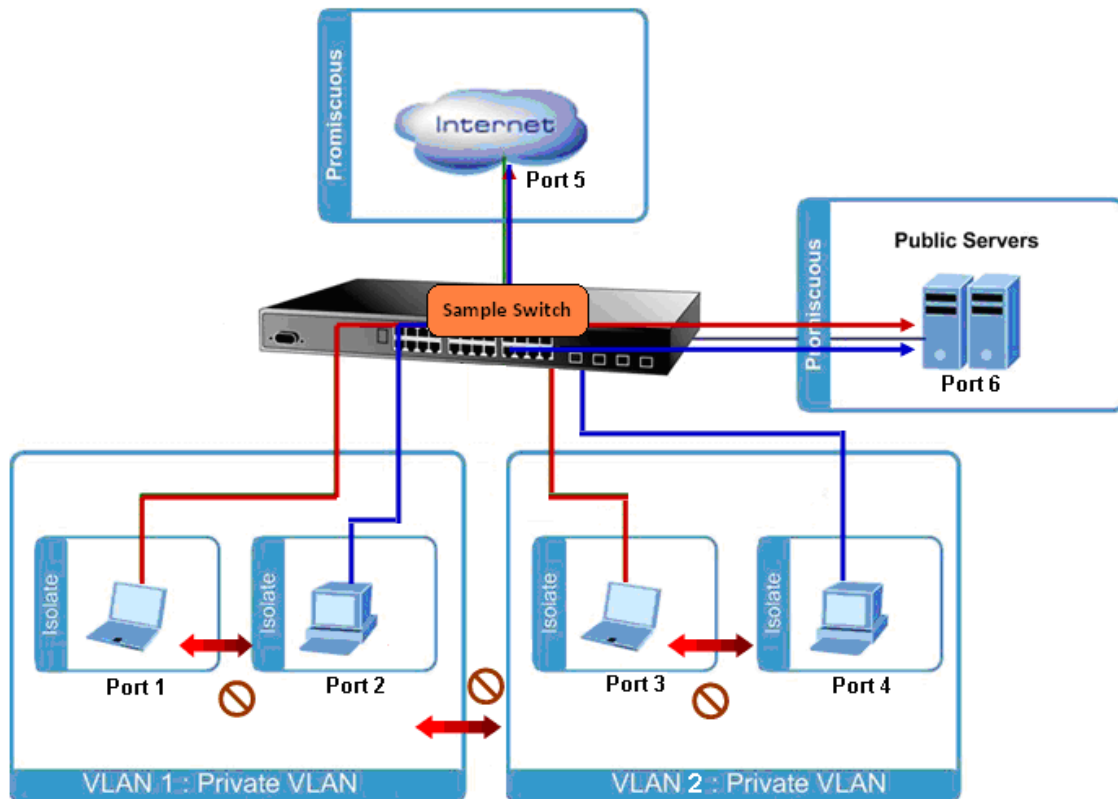 Promiscuous
Internet
Port 5
Promiscuous
Public Servers
Port 6
Sample Switch
Isolate
Port 1
Isolate
Port 2
Isolate
Port 3
Isolate
Port 4
VLAN 1 : Private VLAN
VLAN 2 : Private VLAN